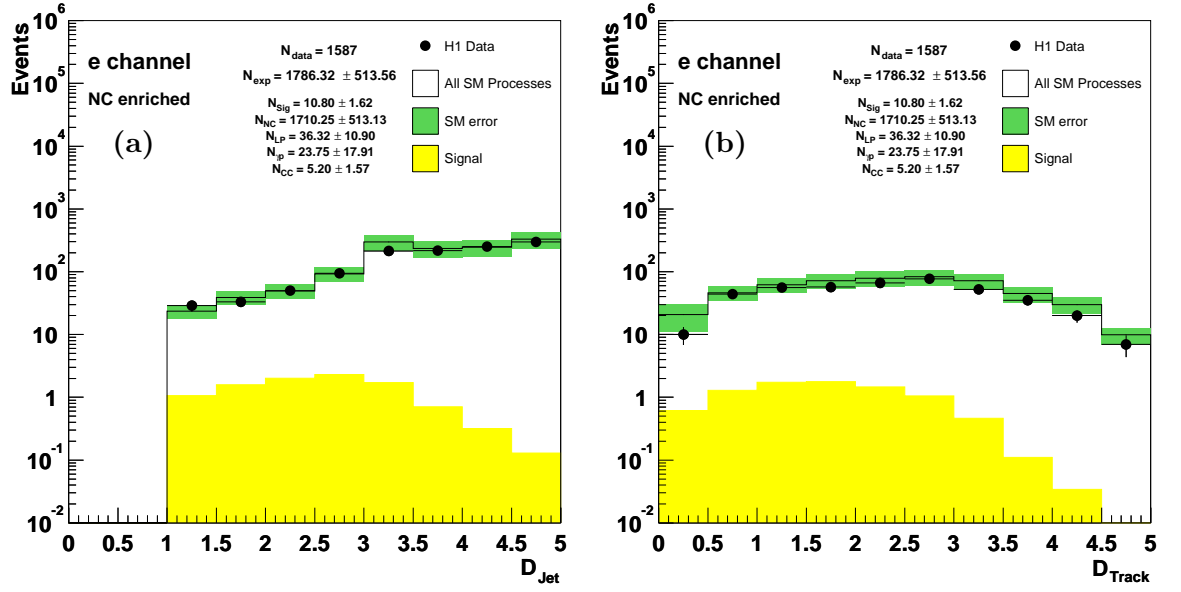 Events
10^6
10^5
10^4
10^3
10^2
10
1
10^-1
10^-2
e channel
NC enriched
(a)
N_data = 1587
N_exp = 1786.32 ± 513.56
N_Sig = 10.80 ± 1.62
N_NC = 1710.25 ± 513.13
N_LP = 36.32 ± 10.90
N_γp = 23.75 ± 17.91
N_CC = 5.20 ± 1.57
H1 Data
All SM Processes
SM error
Signal
0 0.5 1 1.5 2 2.5 3 3.5 4 4.5 5
D_Jet
Events
10^6
10^5
10^4
10^3
10^2
10
1
10^-1
10^-2
e channel
NC enriched
(b)
N_data = 1587
N_exp = 1786.32 ± 513.56
N_Sig = 10.80 ± 1.62
N_NC = 1710.25 ± 513.13
N_LP = 36.32 ± 10.90
N_γp = 23.75 ± 17.91
N_CC = 5.20 ± 1.57
H1 Data
All SM Processes
SM error
Signal
0 0.5 1 1.5 2 2.5 3 3.5 4 4.5 5
D_Track